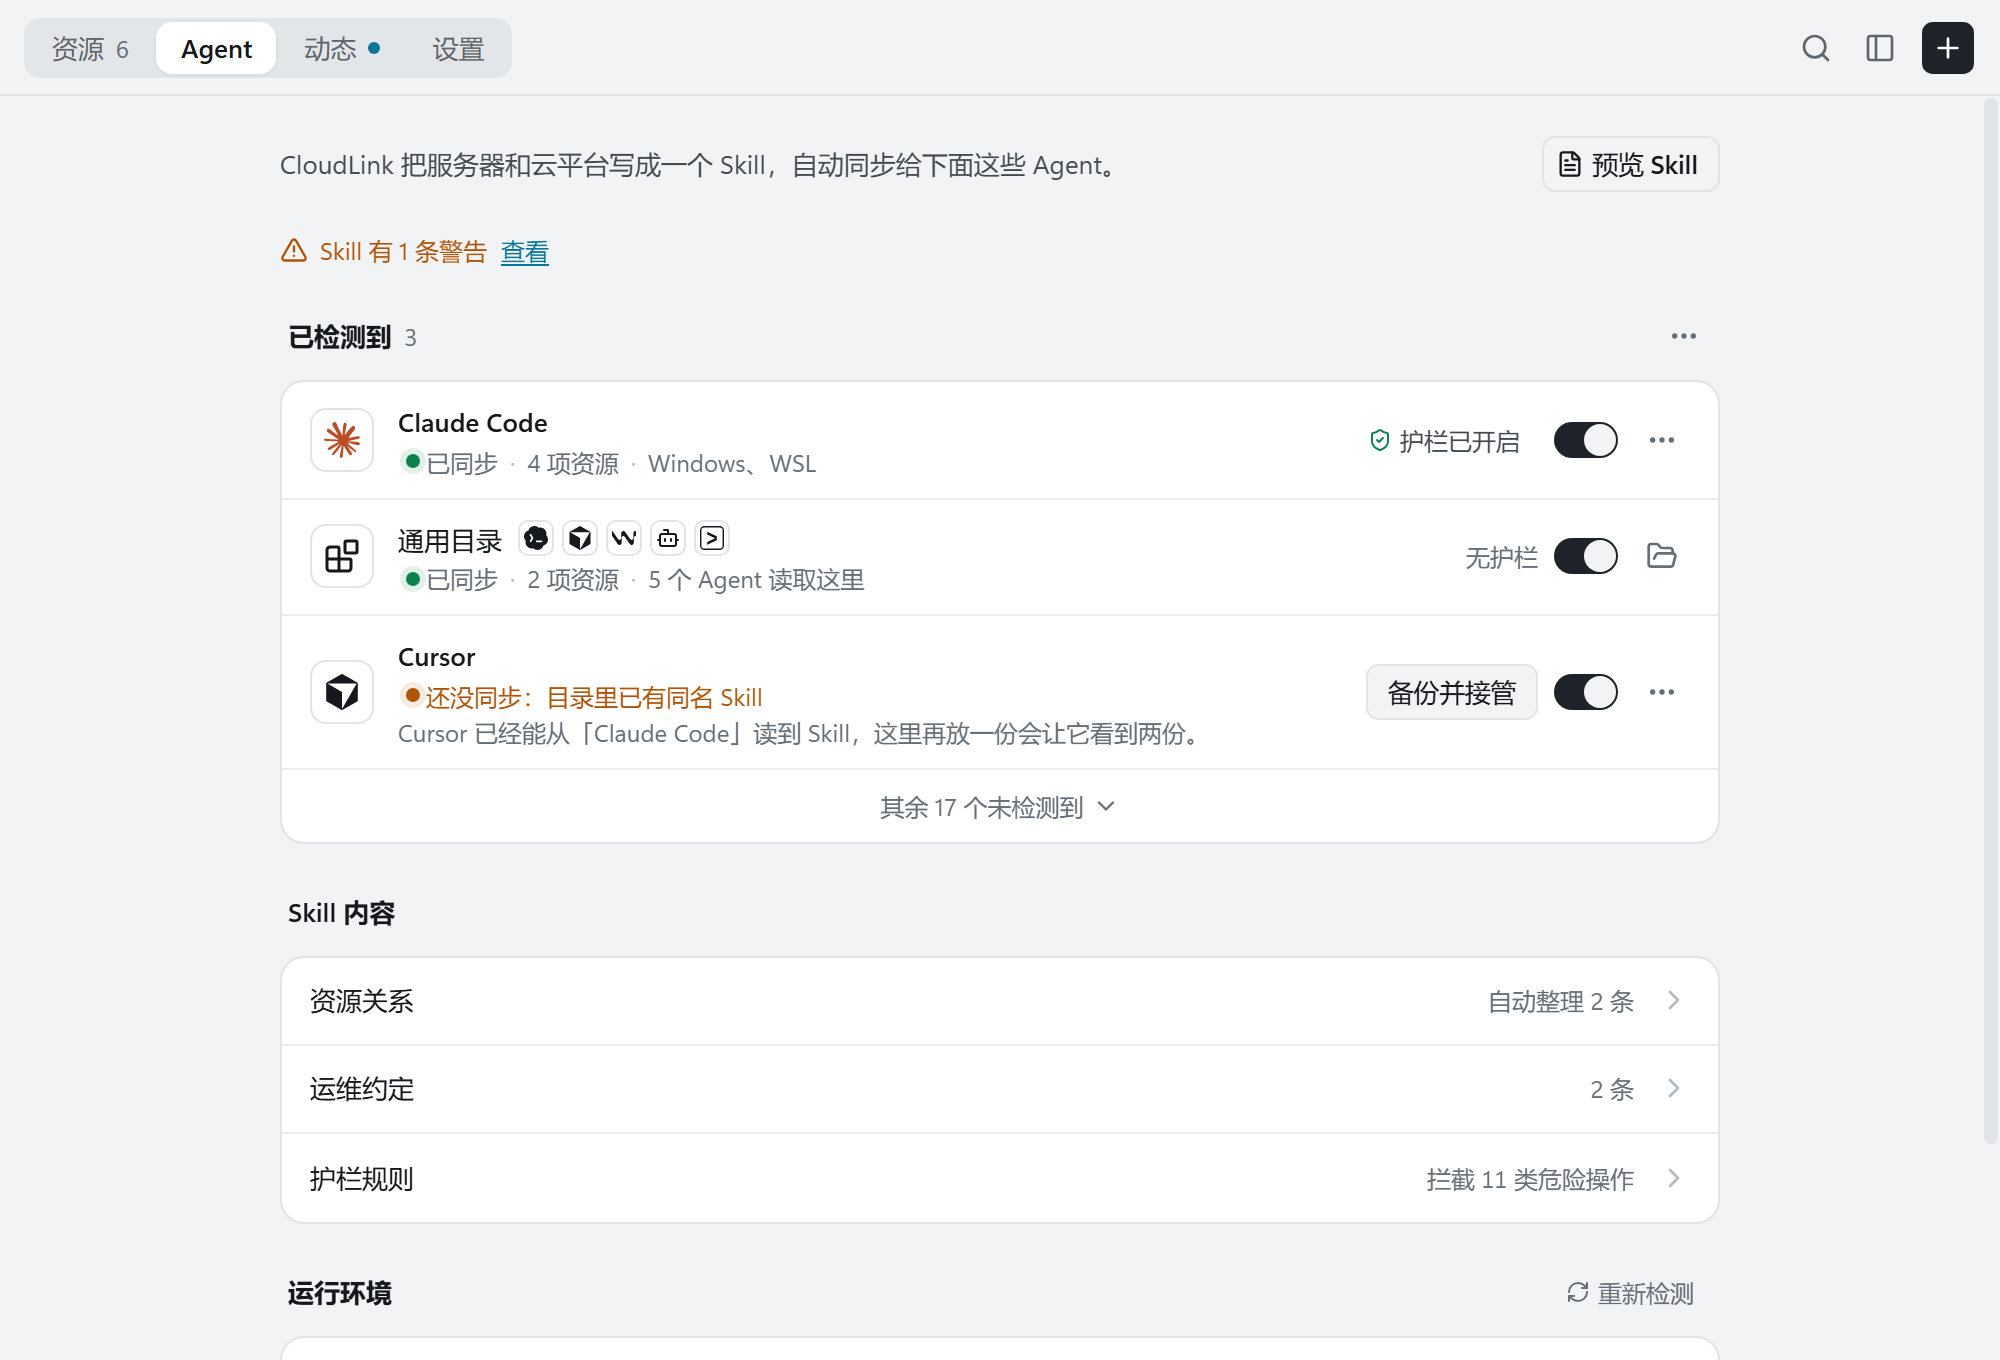 资源 6 Agent 动态 设置
CloudLink 把服务器和云平台写成一个 Skill，自动同步给下面这些 Agent。
预览 Skill
Skill 有 1 条警告 查看
已检测到 3
Claude Code
已同步 · 4 项资源 · Windows、WSL
护栏已开启
通用目录
已同步 · 2 项资源 · 5 个 Agent 读取这里
无护栏
Cursor
还没同步：目录里已有同名 Skill
Cursor 已经能从「Claude Code」读到 Skill，这里再放一份会让它看到两份。
备份并接管
其余 17 个未检测到
Skill 内容
资源关系 自动整理 2 条
运维约定 2 条
护栏规则 拦截 11 类危险操作
运行环境 重新检测